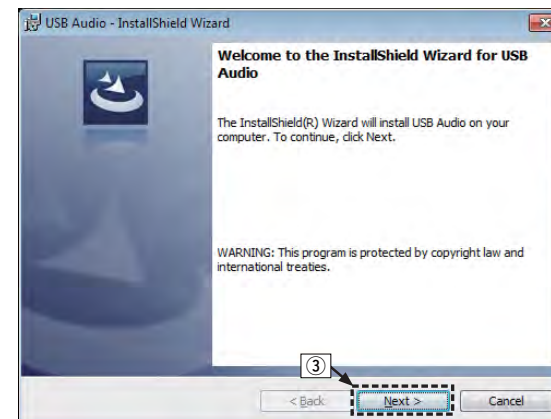 USB Audio - InstallShield Wizard
Welcome to the InstallShield Wizard for USB
Audio
The InstallShield(R) Wizard will install USB Audio on your
computer. To continue, click Next.
WARNING: This program is protected by copyright law and
international treaties.
③
< Back Next > Cancel